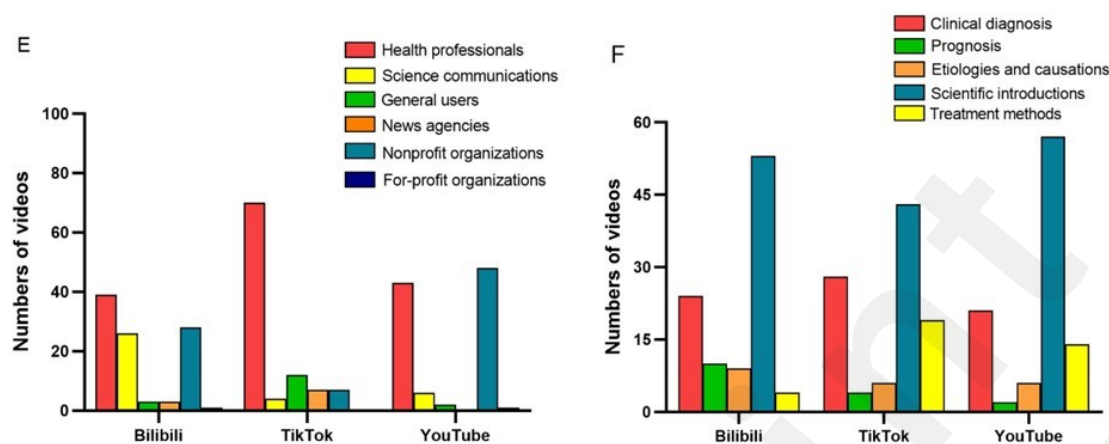 E
Health professionals
Science communications
General users
News agencies
Nonprofit organizations
For-profit organizations
Numbers of videos
100
80
60
40
20
0
Bilibili TikTok YouTube
F
Clinical diagnosis
Prognosis
Etiologies and causations
Scientific introductions
Treatment methods
Numbers of videos
60
45
30
15
0
Bilibili TikTok YouTube